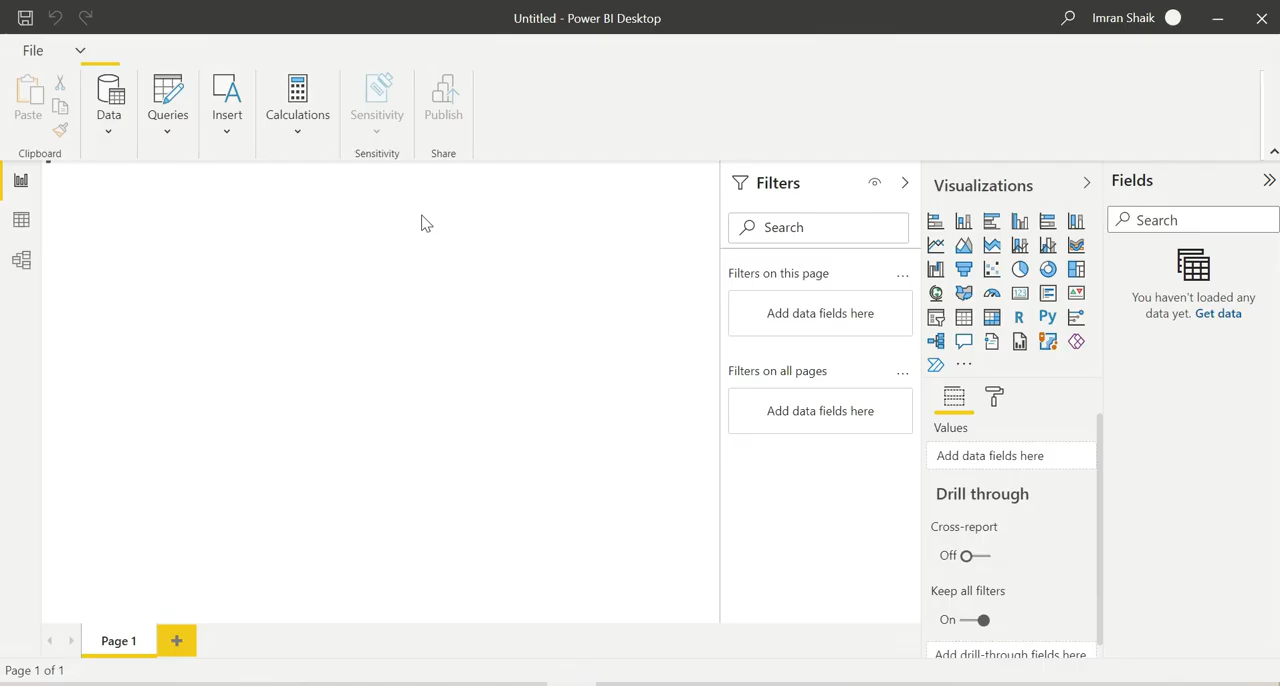 Untitled - Power BI Desktop
Imran Shaik
File
Paste
Data
Queries
Insert
Calculations
Sensitivity
Publish
Clipboard
Sensitivity
Share
Filters
Search
Filters on this page
...
Add data fields here
Filters on all pages
...
Add data fields here
Visualizations
123
R
Py
...
Values
Add data fields here
Drill through
Cross-report
Off
Keep all filters
On
Add drill-through fields here
Fields
Search
You haven't loaded any
data yet. Get data
Page 1
Page 1 of 1